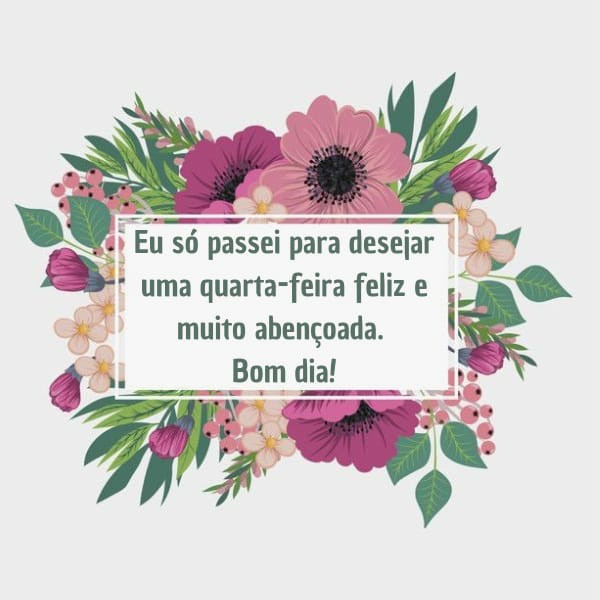 Eu só passei para desejar
uma quarta-feira feliz e
muito abençoada.
Bom dia!